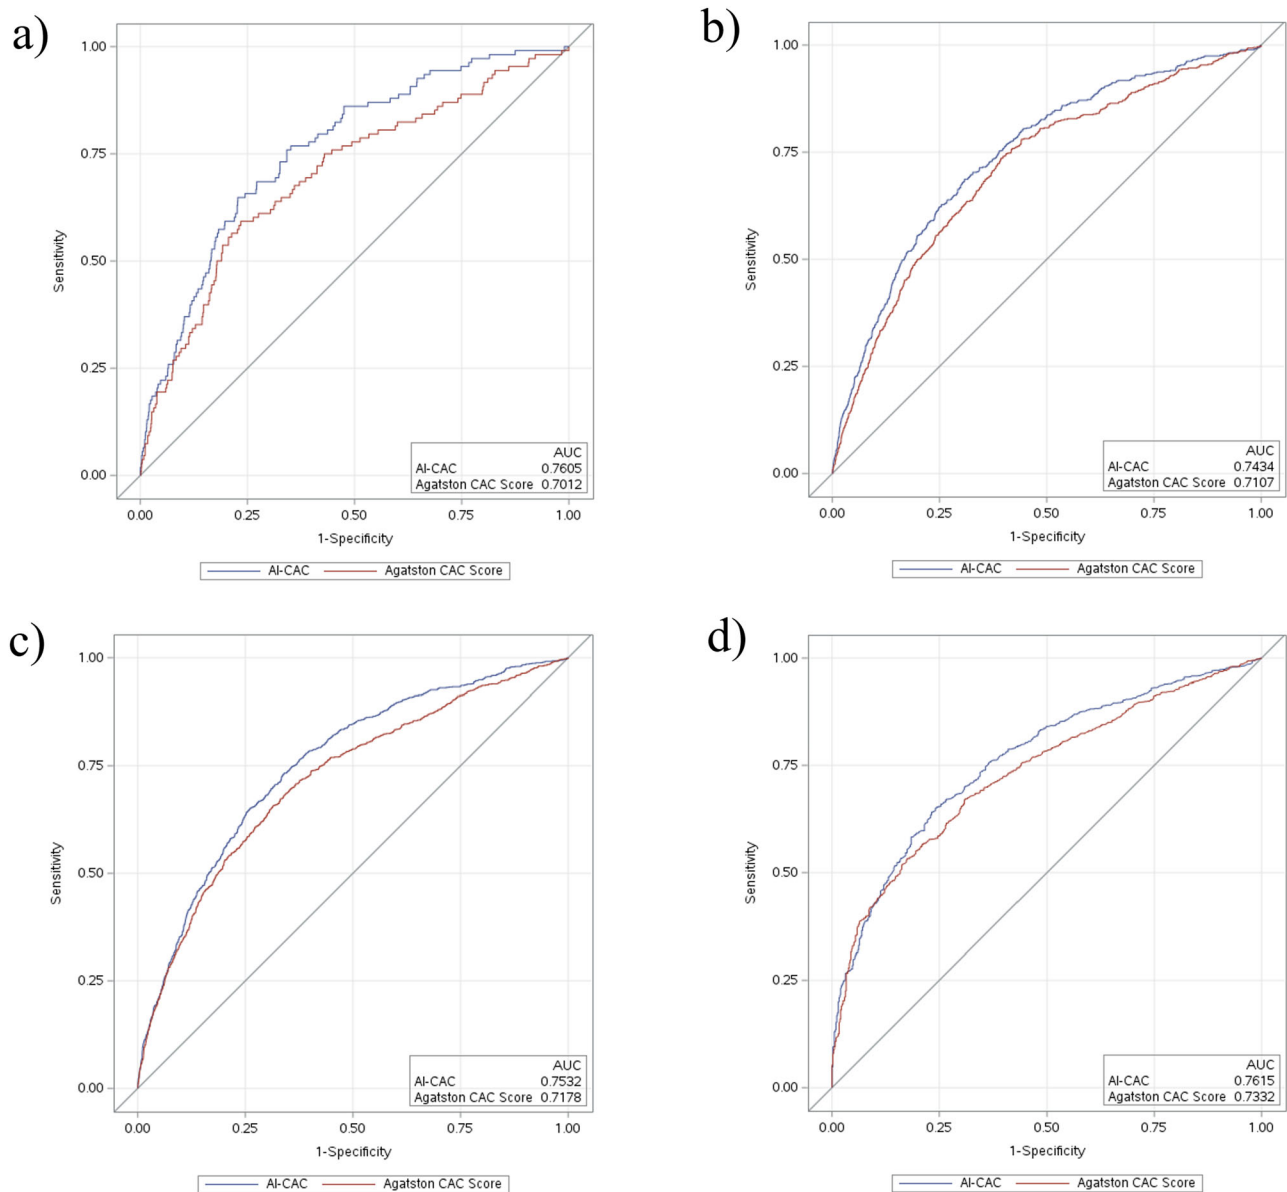 a)
1.00
0.75
0.50
0.25
0.00
Sensitivity
AUC
AI-CAC 0.7605
Agatston CAC Score 0.7012
0.00 0.25 0.50 0.75 1.00
1-Specificity
AI-CAC Agatston CAC Score
b)
1.00
0.75
0.50
0.25
0.00
Sensitivity
AUC
AI-CAC 0.7434
Agatston CAC Score 0.7107
0.00 0.25 0.50 0.75 1.00
1-Specificity
AI-CAC Agatston CAC Score
c)
1.00
0.75
0.50
0.25
0.00
Sensitivity
AUC
AI-CAC 0.7532
Agatston CAC Score 0.7178
0.00 0.25 0.50 0.75 1.00
1-Specificity
AI-CAC Agatston CAC Score
d)
1.00
0.75
0.50
0.25
0.00
Sensitivity
AUC
AI-CAC 0.7615
Agatston CAC Score 0.7332
0.00 0.25 0.50 0.75 1.00
1-Specificity
AI-CAC Agatston CAC Score